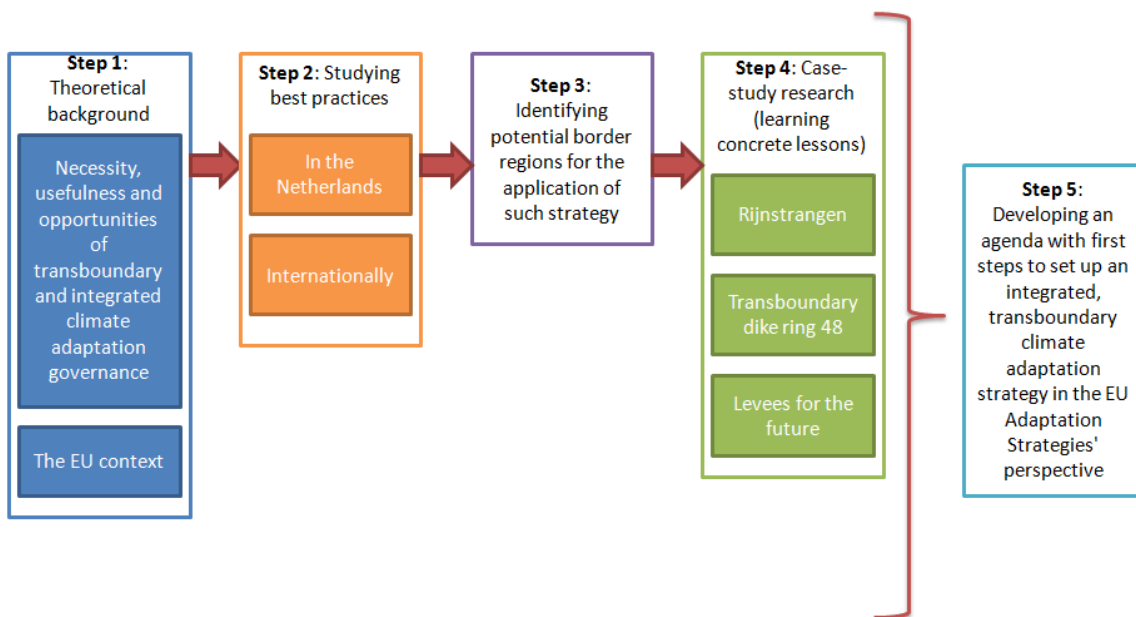 Step 1:
Theoretical
background
Necessity,
usefulness and
opportunities
of
transboundary
and integrated
climate
adaptation
governance
The EU context
Step 2: Studying
best practices
In the
Netherlands
Internationally
Step 3:
Identifying
potential border
regions for the
application of
such strategy
Step 4: Case-
study research
(learning
concrete lessons)
Rijnstrangen
Transboundary
dike ring 48
Levees for the
future
Step 5:
Developing an
agenda with first
steps to set up an
integrated,
transboundary
climate
adaptation
strategy in the EU
Adaptation
Strategies'
perspective